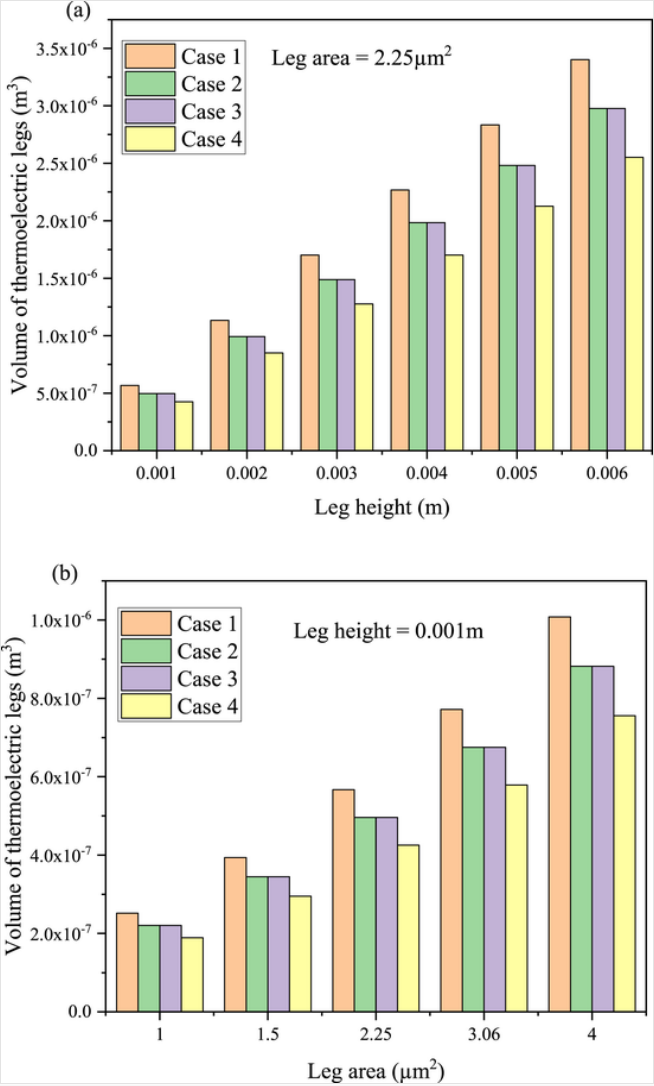 (a)
Volume of thermoelectric legs (m³)
3.5x10⁻⁶
3.0x10⁻⁶
2.5x10⁻⁶
2.0x10⁻⁶
1.5x10⁻⁶
1.0x10⁻⁶
5.0x10⁻⁷
0.0
Case 1
Case 2
Case 3
Case 4
Leg area = 2.25µm²
0.001 0.002 0.003 0.004 0.005 0.006
Leg height (m)
(b)
Volume of thermoelectric legs (m³)
1.0x10⁻⁶
8.0x10⁻⁷
6.0x10⁻⁷
4.0x10⁻⁷
2.0x10⁻⁷
0.0
Case 1
Case 2
Case 3
Case 4
Leg height = 0.001m
1 1.5 2.25 3.06 4
Leg area (µm²)